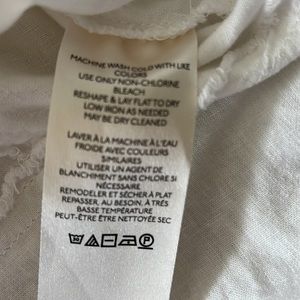 MACHINE WASH COLD WITH LIKE
COLORS
USE ONLY NON-CHLORINE
BLEACH
RESHAPE & LAY FLAT TO DRY
LOW IRON AS NEEDED
MAY BE DRY CLEANED
LAVER À LA MACHINE À L'EAU
FROIDE AVEC COULEURS
SIMILAIRES
UTILISER UN AGENT DE
BLANCHIMENT SANS CHLORE SI
NÉCESSAIRE
REMODELER ET SÉCHER À PLAT
REPASSER, AU BESOIN, À TRÈS
BASSE TEMPÉRATURE
PEUT-ÊTRE ÊTRE NETTOYÉE SEC